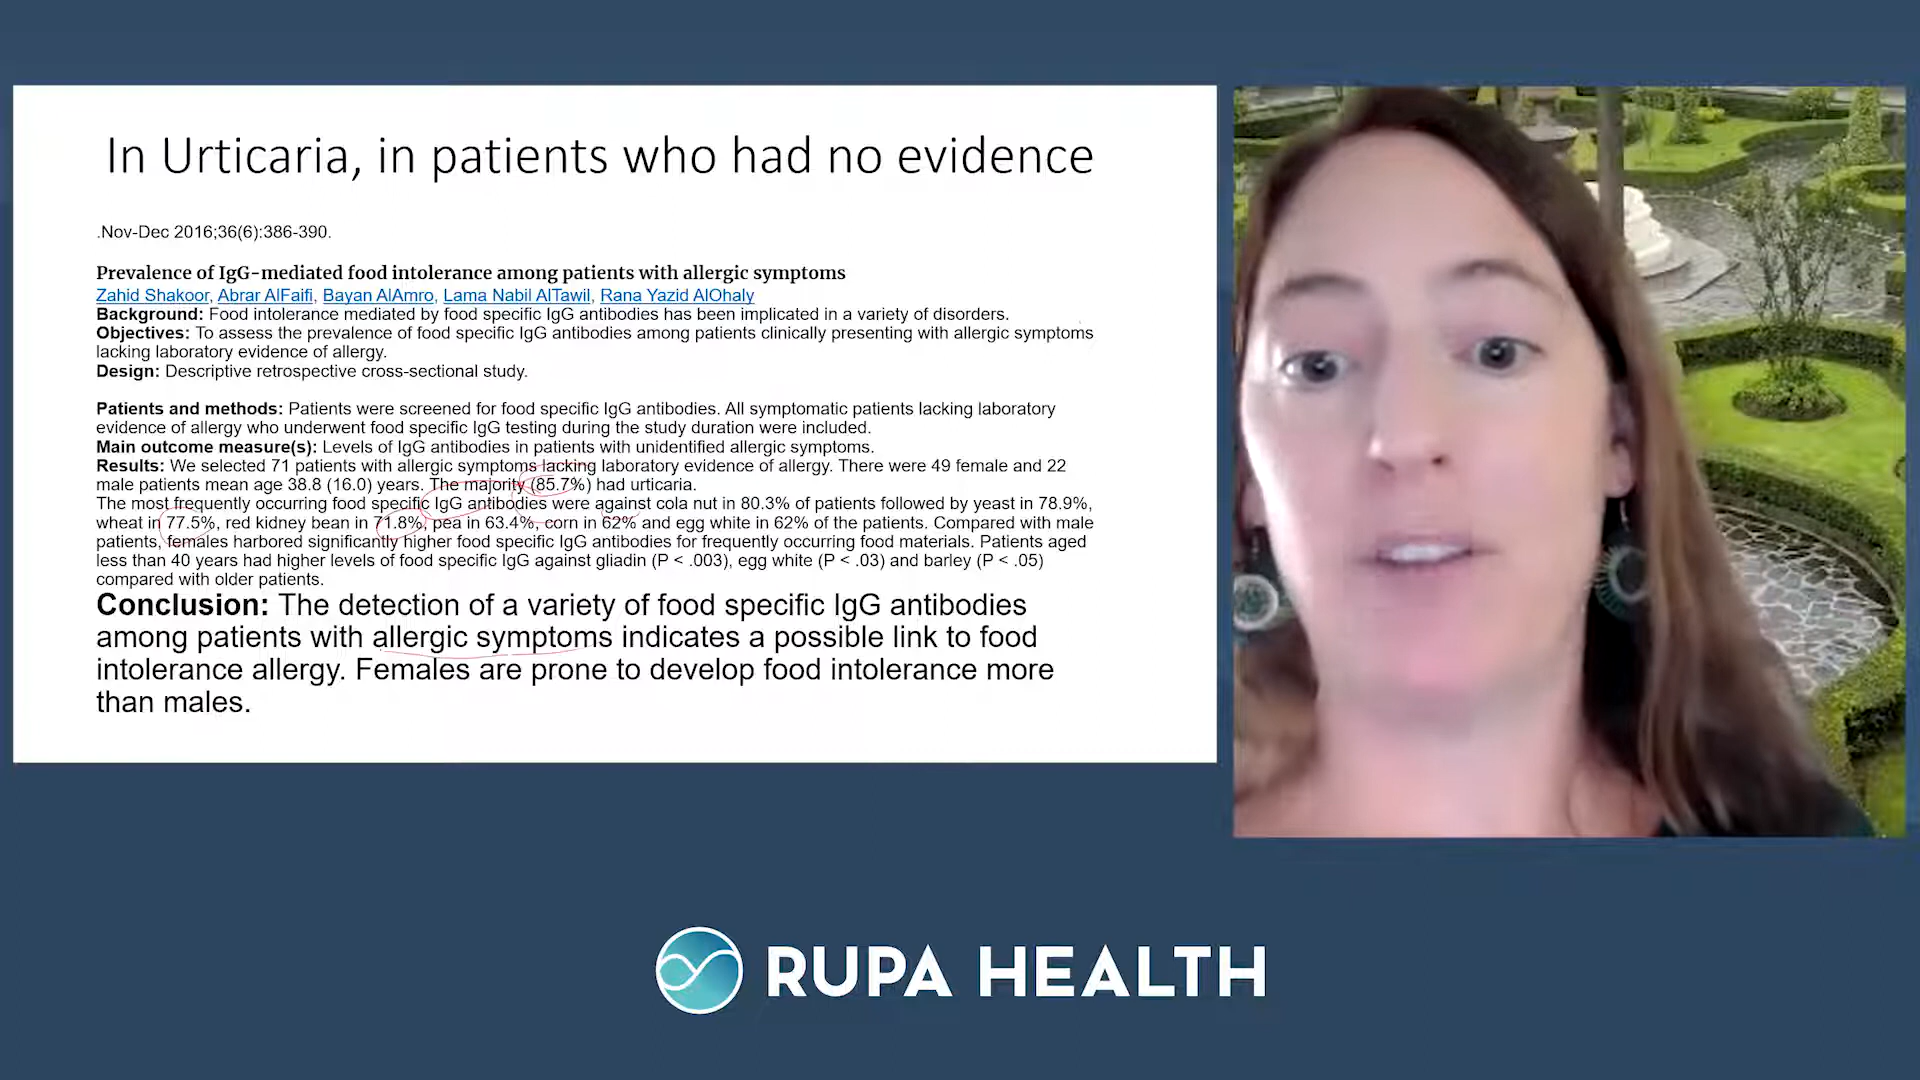 In Urticaria, in patients who had no evidence
.Nov-Dec 2016;36(6):386-390.
Prevalence of IgG-mediated food intolerance among patients with allergic symptoms
Zahid Shakoor, Abrar AlFaifi, Bayan AlAmro, Lama Nabil AlTawil, Rana Yazid AlOhaly
Background: Food intolerance mediated by food specific IgG antibodies has been implicated in a variety of disorders.
Objectives: To assess the prevalence of food specific IgG antibodies among patients clinically presenting with allergic symptoms
lacking laboratory evidence of allergy.
Design: Descriptive retrospective cross-sectional study.
Patients and methods: Patients were screened for food specific IgG antibodies. All symptomatic patients lacking laboratory
evidence of allergy who underwent food specific IgG testing during the study duration were included.
Main outcome measure(s): Levels of IgG antibodies in patients with unidentified allergic symptoms.
Results: We selected 71 patients with allergic symptoms lacking laboratory evidence of allergy. There were 49 female and 22
male patients mean age 38.8 (16.0) years. The majority (85.7%) had urticaria.
The most frequently occurring food specific IgG antibodies were against cola nut in 80.3% of patients followed by yeast in 78.9%,
wheat in 77.5%, red kidney bean in 71.8%, pea in 63.4%, corn in 62% and egg white in 62% of the patients. Compared with male
patients, females harbored significantly higher food specific IgG antibodies for frequently occurring food materials. Patients aged
less than 40 years had higher levels of food specific IgG against gliadin (P < .003), egg white (P < .03) and barley (P < .05)
compared with older patients.
Conclusion: The detection of a variety of food specific IgG antibodies
among patients with allergic symptoms indicates a possible link to food
intolerance allergy. Females are prone to develop food intolerance more
than males.
RUPA HEALTH